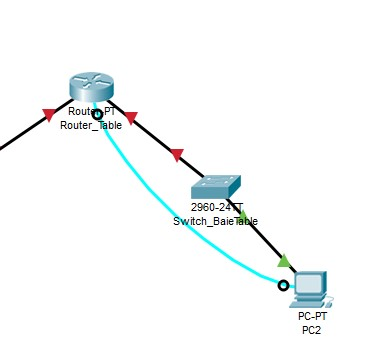 Router-PT
Router_Table
2960-24TT
Switch_BaieTable
PC-PT
PC2